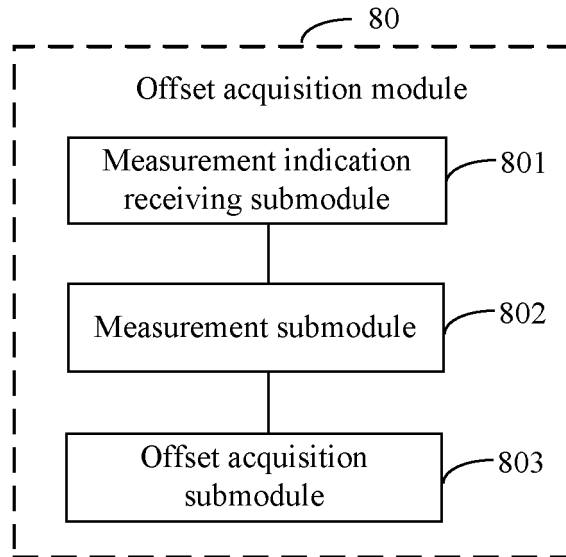 80
Offset acquisition module
Measurement indication
receiving submodule
801
Measurement submodule
802
Offset acquisition
submodule
803